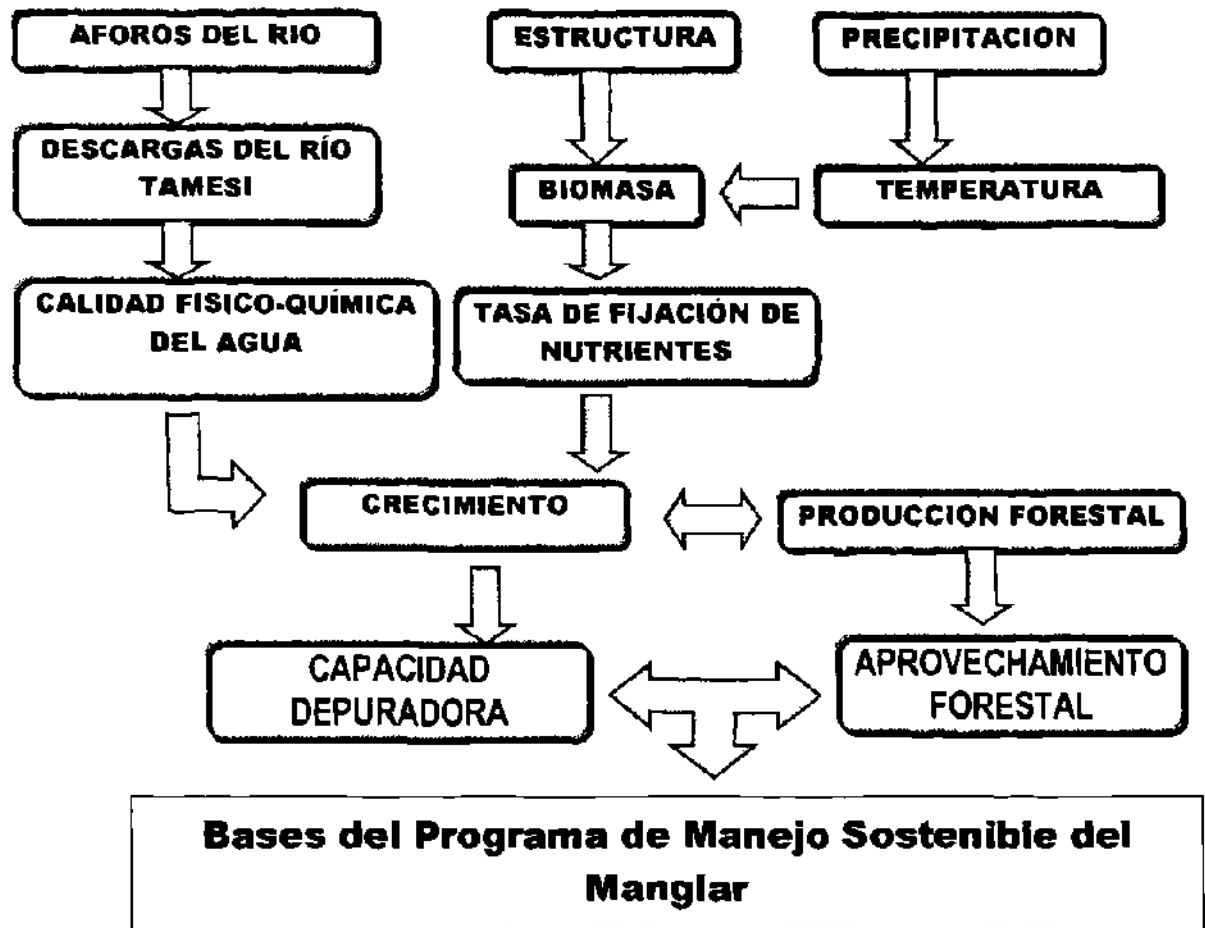 AFOROS DEL RIO
ESTRUCTURA
PRECIPITACION
DESCARGAS DEL RÍO
TAMESI
BIOMASA
TEMPERATURA
CALIDAD FISICO-QUÍMICA
DEL AGUA
TASA DE FIJACIÓN DE
NUTRIENTES
CRECIMIENTO
PRODUCCION FORESTAL
CAPACIDAD
DEPURADORA
APROVECHAMIENTO
FORESTAL
Bases del Programa de Manejo Sostenible del
Manglar